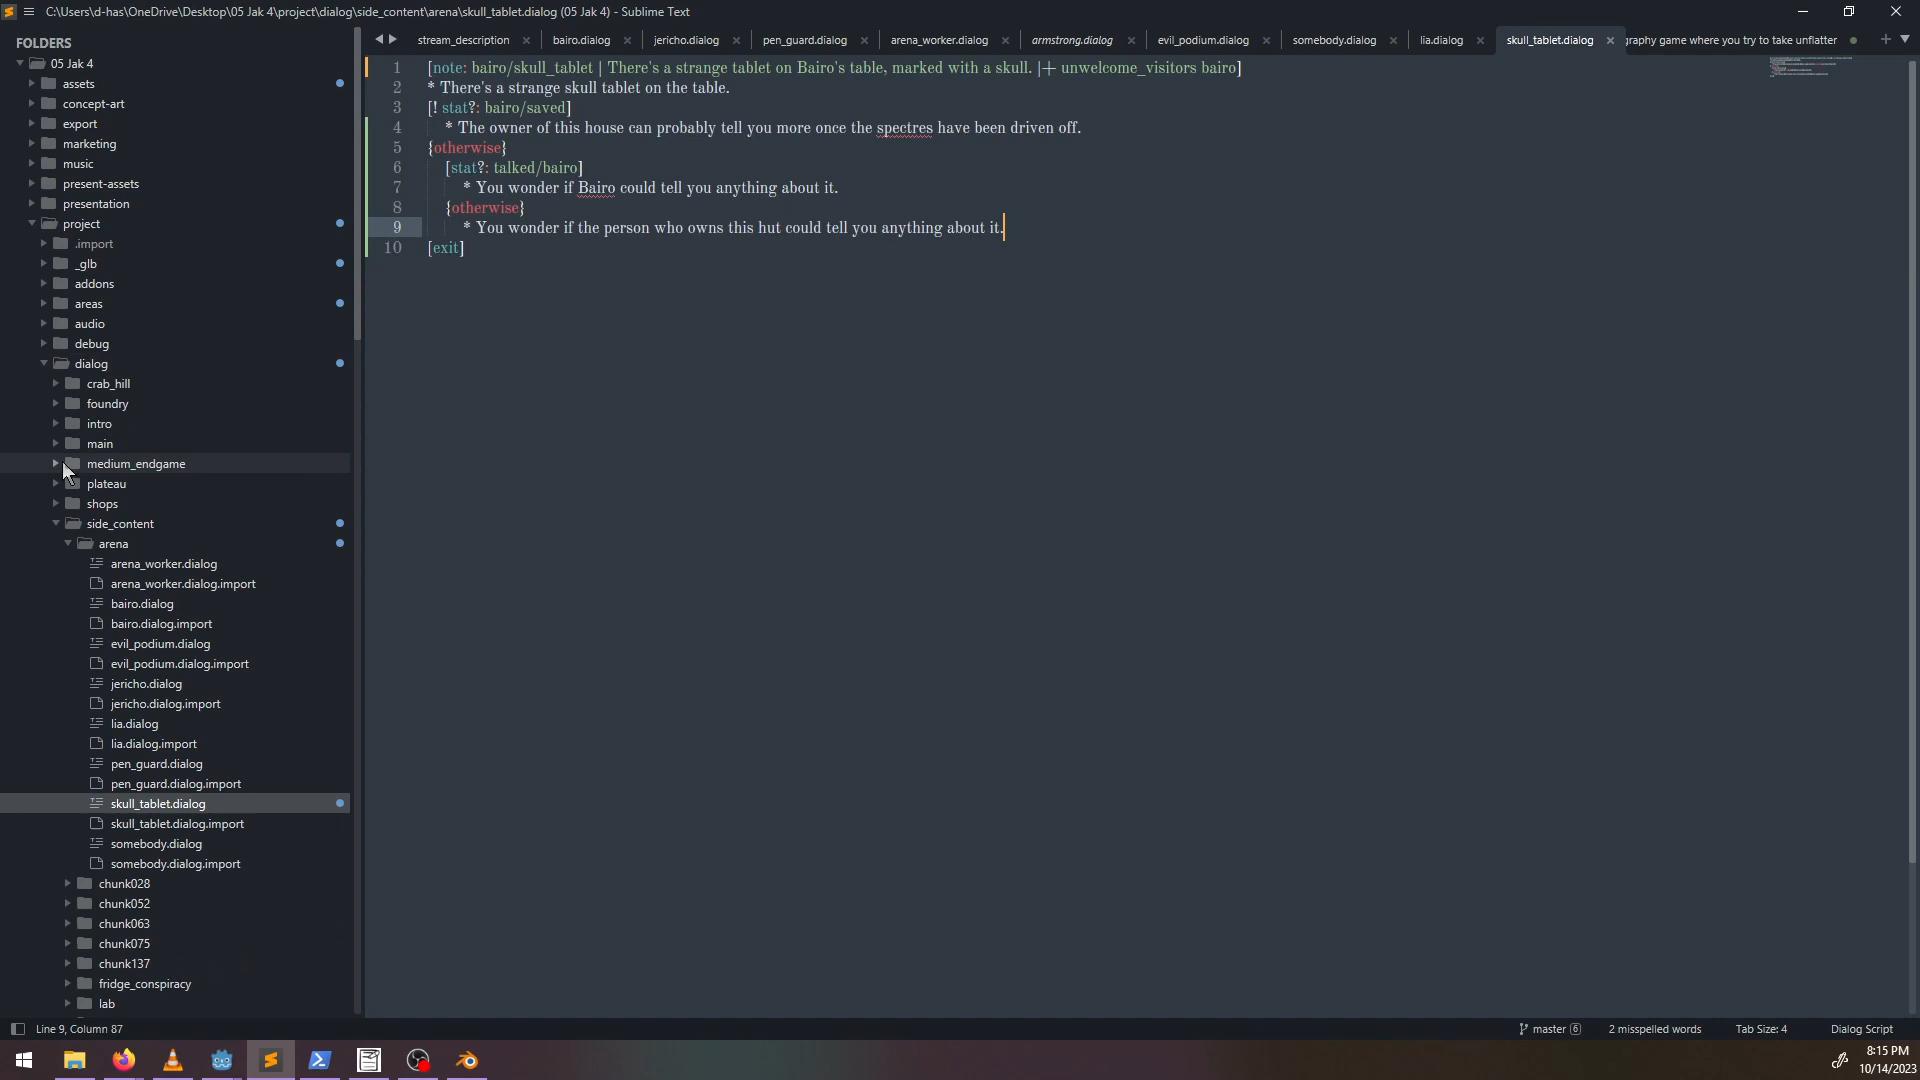 C:\Users\d-has\OneDrive\Desktop\05 Jak 4\project\dialog\side_content\arena\skull_tablet.dialog (05 Jak 4) - Sublime Text
FOLDERS
05 Jak 4
assets
concept-art
export
marketing
music
present-assets
presentation
project
.import
_glb
addons
areas
audio
debug
dialog
crab_hill
foundry
intro
main
medium_endgame
plateau
shops
side_content
arena
arena_worker.dialog
arena_worker.dialog.import
bairo.dialog
bairo.dialog.import
evil_podium.dialog
evil_podium.dialog.import
jericho.dialog
jericho.dialog.import
lia.dialog
lia.dialog.import
pen_guard.dialog
pen_guard.dialog.import
skull_tablet.dialog
skull_tablet.dialog.import
somebody.dialog
somebody.dialog.import
chunk028
chunk052
chunk063
chunk075
chunk137
fridge_conspiracy
lab
stream_description × bairo.dialog × jericho.dialog × pen_guard.dialog × arena_worker.dialog × armstrong.dialog × evil_podium.dialog × somebody.dialog × lia.dialog × skull_tablet.dialog × graphy game where you try to take unflatter
1 [note: bairo/skull_tablet | There's a strange tablet on Bairo's table, marked with a skull. |+ unwelcome_visitors bairo]
2 * There's a strange skull tablet on the table.
3 [! stat?: bairo/saved]
4 * The owner of this house can probably tell you more once the spectres have been driven off.
5 {otherwise}
6 [stat?: talked/bairo]
7 * You wonder if Bairo could tell you anything about it.
8 {otherwise}
9 * You wonder if the person who owns this hut could tell you anything about it.
10 [exit]
Line 9, Column 87
master 6
2 misspelled words
Tab Size: 4
Dialog Script
8:15 PM
10/14/2023